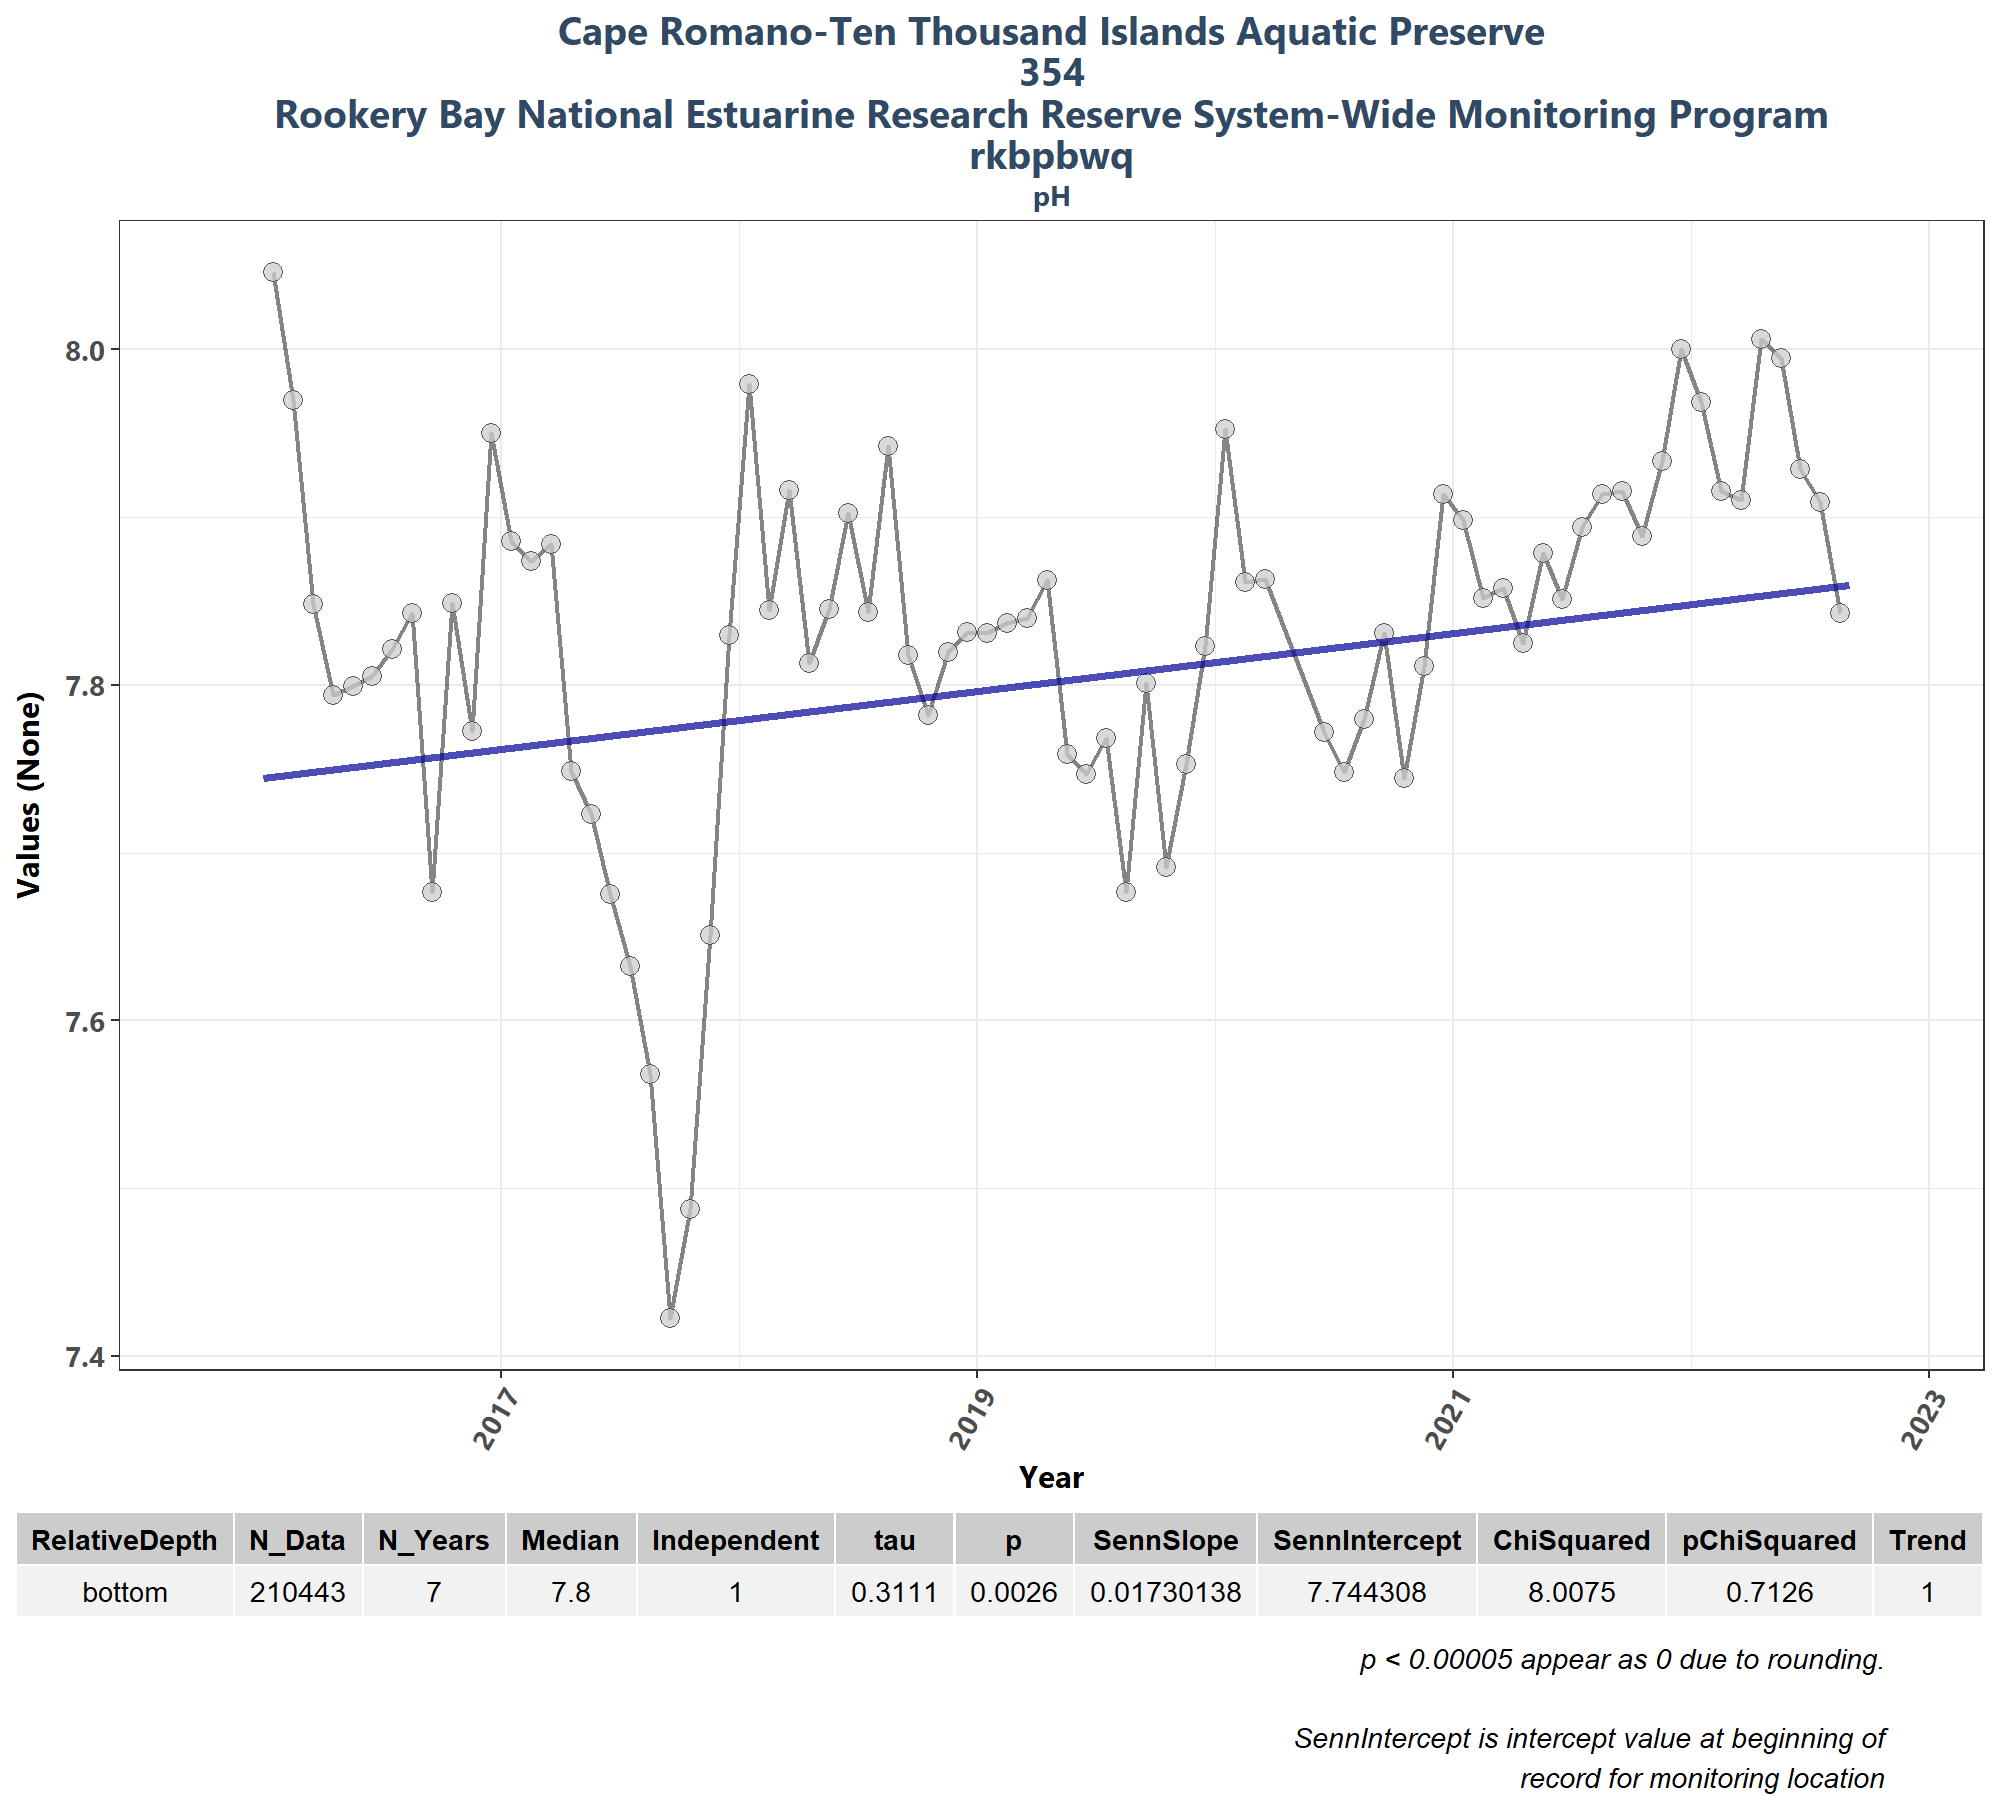 Cape Romano-Ten Thousand Islands Aquatic Preserve
354
Rookery Bay National Estuarine Research Reserve System-Wide Monitoring Program
rkbpbwq
pH
8.0
7.8
7.6
7.4
Values (None)
2017
2019
2021
2023
Year
RelativeDepth N_Data N_Years Median Independent tau p SennSlope SennIntercept ChiSquared pChiSquared Trend
bottom 210443 7 7.8 1 0.3111 0.0026 0.01730138 7.744308 8.0075 0.7126 1
p < 0.00005 appear as 0 due to rounding.
SennIntercept is intercept value at beginning of
record for monitoring location